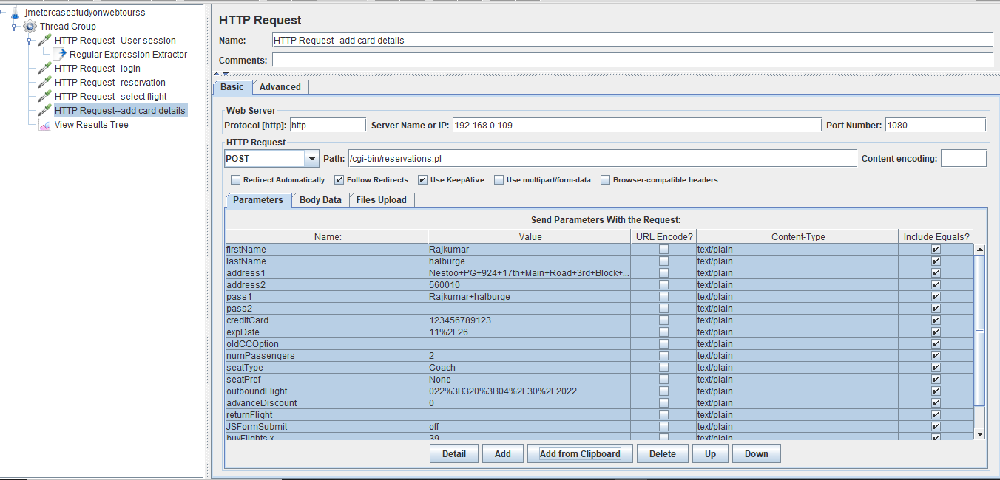 jmetercasestudyonwebtourss
Thread Group
HTTP Request--User session
Regular Expression Extractor
HTTP Request--login
HTTP Request--reservation
HTTP Request--select flight
HTTP Request--add card details
View Results Tree
HTTP Request
Name: HTTP Request--add card details
Comments:
Basic Advanced
Web Server
Protocol [http]: http Server Name or IP: 192.168.0.109 Port Number: 1080
HTTP Request
POST Path: /cgi-bin/reservations.pl Content encoding:
Redirect Automatically Follow Redirects Use KeepAlive Use multipart/form-data Browser-compatible headers
Parameters Body Data Files Upload
Send Parameters With the Request:
Name: Value URL Encode? Content-Type Include Equals?
firstName Rajkumar text/plain
lastName halburge text/plain
address1 Nestoo+PG+924+17th+Main+Road+3rd+Block+... text/plain
address2 560010 text/plain
pass1 Rajkumar+halburge text/plain
pass2 text/plain
creditCard 123456789123 text/plain
expDate 11%2F26 text/plain
oldCCOption text/plain
numPassengers 2 text/plain
seatType Coach text/plain
seatPref None text/plain
outboundFlight 022%3B320%3B04%2F30%2F2022 text/plain
advanceDiscount 0 text/plain
returnFlight text/plain
JSFormSubmit off text/plain
buyFlights.x 39 text/plain
Detail Add Add from Clipboard Delete Up Down